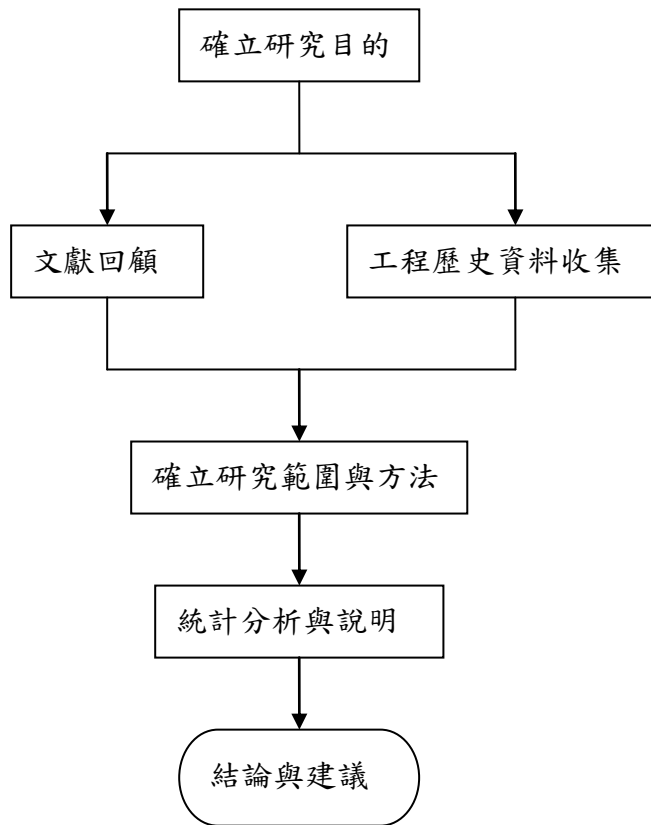 確立研究目的
文獻回顧
工程歷史資料收集
確立研究範圍與方法
統計分析與說明
結論與建議